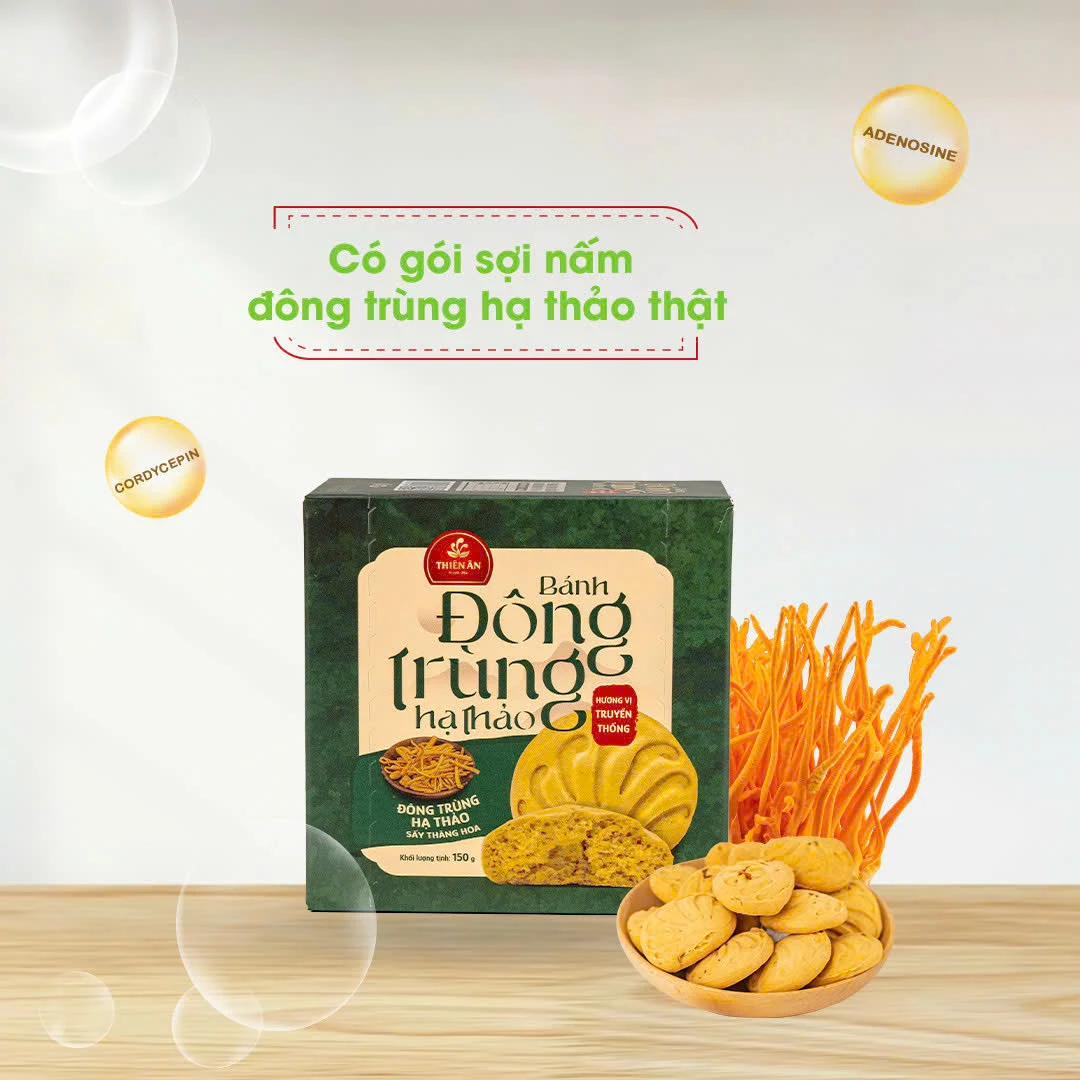 ADENOSINE
Có gói sợi nấm
đông trùng hạ thảo thật
CORDYCEPIN
THIÊN ÂN
Bánh
Đông
trùng
hạ thảo
HƯƠNG VỊ
TRUYỀN
THỐNG
ĐÔNG TRÙNG
HẠ THẢO
SẤY THĂNG HOA
Khối lượng tịnh: 150 g